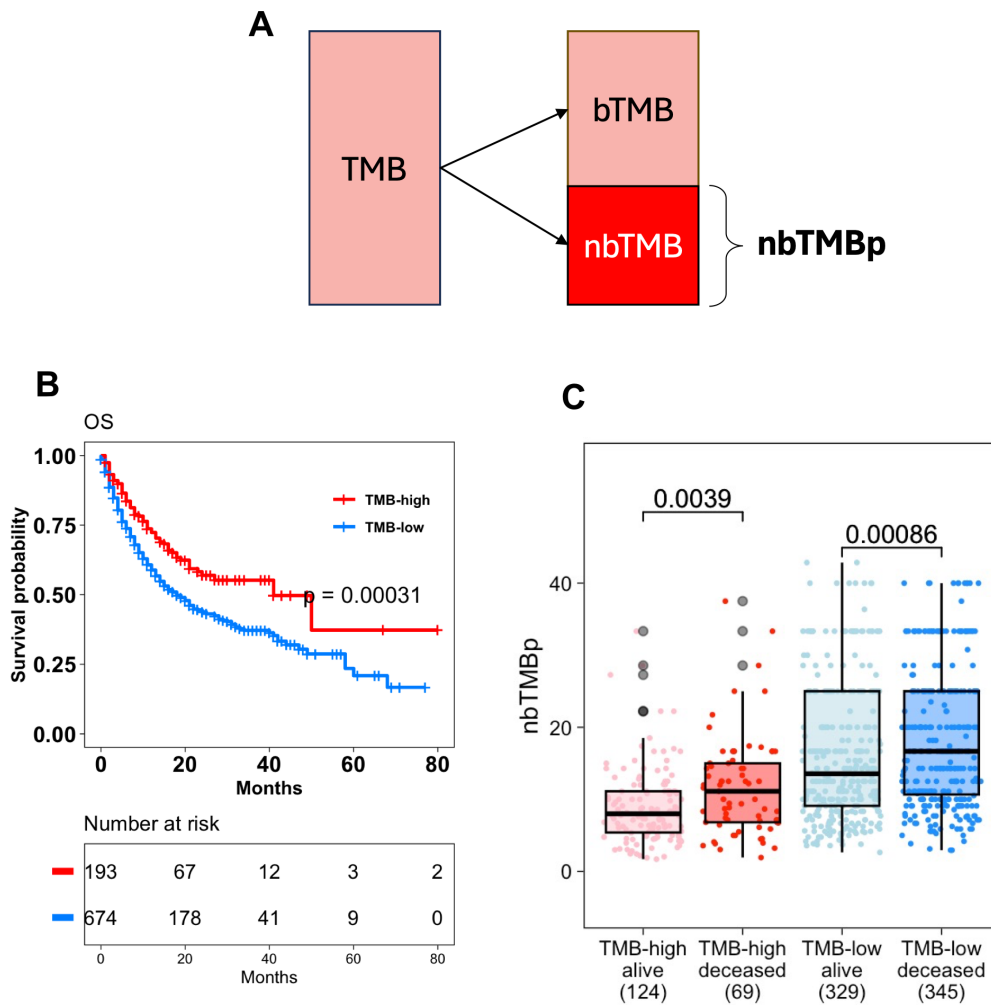 A
TMB
bTMB
nbTMB
nbTMBp
B
OS
1.00
0.75
0.50
0.25
0.00
Survival probability
TMB-high
TMB-low
p = 0.00031
0 20 40 60 80
Months
Number at risk
193 67 12 3 2
674 178 41 9 0
0 20 40 60 80
Months
C
0.0039
0.00086
40
20
0
nbTMBp
TMB-high alive (124)
TMB-high deceased (69)
TMB-low alive (329)
TMB-low deceased (345)